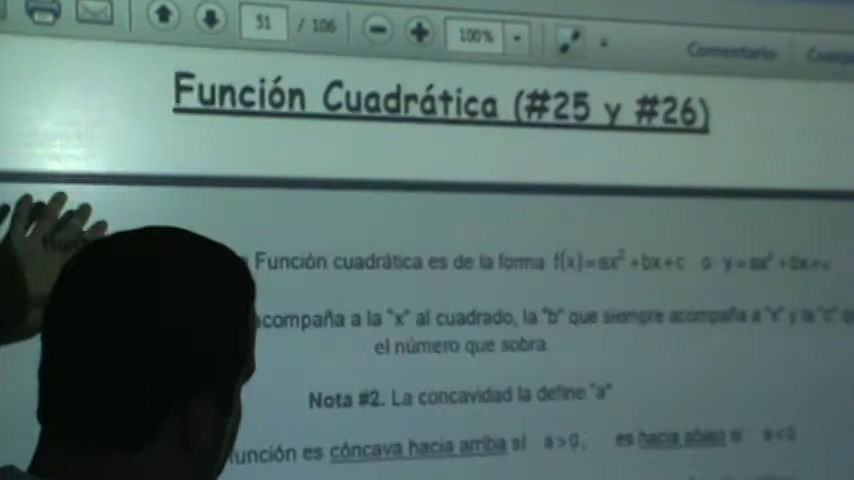 51 / 106
100%
Comentario
Función Cuadrática (#25 y #26)
Función cuadrática es de la forma f(x)=ax²+bx+c o y=ax²+bx+c
acompaña a la "x" al cuadrado, la "b" que siempre acompaña a "x" y la "c"
el número que sobra.
Nota #2. La concavidad la define "a"
función es cóncava hacia arriba si a>0, es hacia abajo si a<0